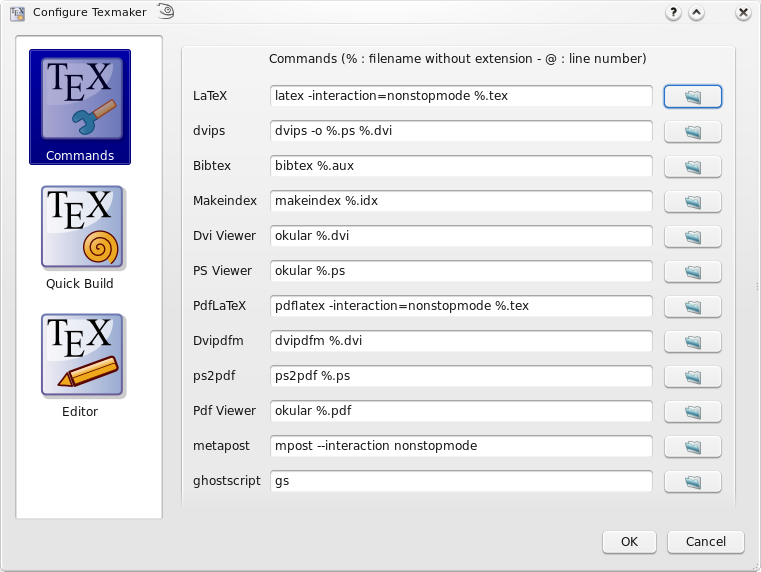 Configure Texmaker
TEX
Commands
TEX
Quick Build
TEX
Editor
Commands (% : filename without extension - @ : line number)
LaTeX latex -interaction=nonstopmode %.tex
dvips dvips -o %.ps %.dvi
Bibtex bibtex %.aux
Makeindex makeindex %.idx
Dvi Viewer okular %.dvi
PS Viewer okular %.ps
PdfLaTeX pdflatex -interaction=nonstopmode %.tex
Dvipdfm dvipdfm %.dvi
ps2pdf ps2pdf %.ps
Pdf Viewer okular %.pdf
metapost mpost --interaction nonstopmode
ghostscript gs
OK Cancel